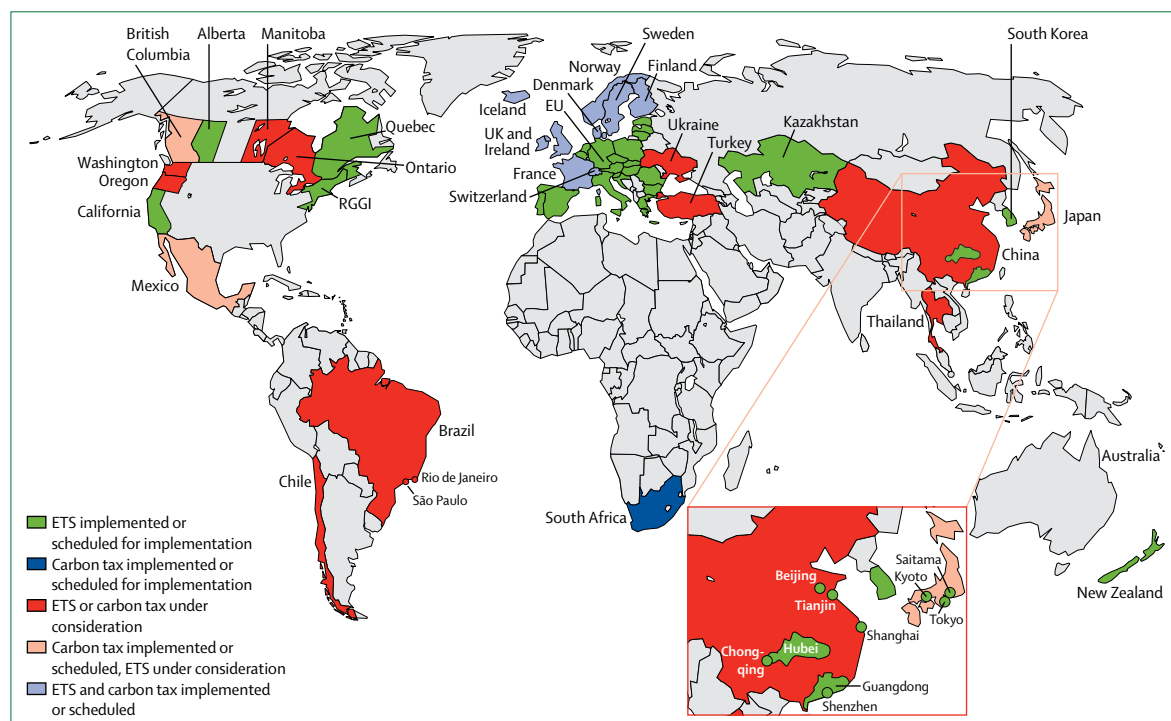 British
Columbia
Alberta
Manitoba
Sweden
South Korea
Norway
Finland
Denmark
EU
Iceland
Quebec
UK and
Ireland
Ukraine
Kazakhstan
Turkey
Washington
Oregon
Ontario
France
California
RGGI
Switzerland
Japan
China
Mexico
Thailand
Brazil
Australia
Chile
Rio de Janeiro
São Paulo
South Africa
ETS implemented or
scheduled for implementation
Carbon tax implemented or
scheduled for implementation
ETS or carbon tax under
consideration
Carbon tax implemented or
scheduled, ETS under consideration
ETS and carbon tax implemented
or scheduled
Saitama
Kyoto
Beijing
Tianjin
Tokyo
Shanghai
Hubei
Chong-
qing
Guangdong
Shenzhen
New Zealand